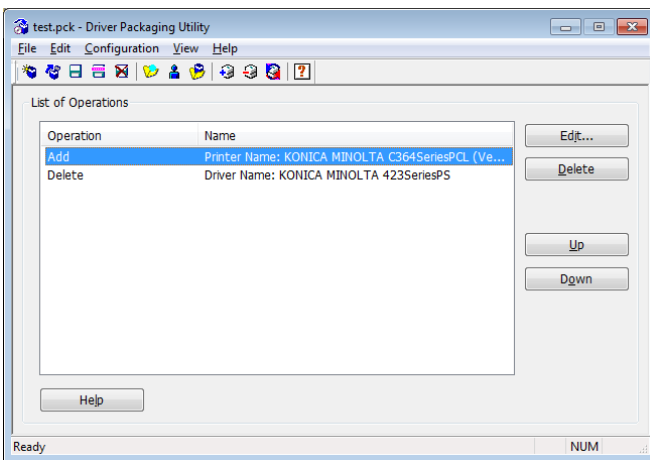 test.pck - Driver Packaging Utility
File Edit Configuration View Help
List of Operations
Operation Name
Add Printer Name: KONICA MINOLTA C364SeriesPCL (Ve...
Delete Driver Name: KONICA MINOLTA 423SeriesPS
Edit...
Delete
Up
Down
Help
Ready NUM